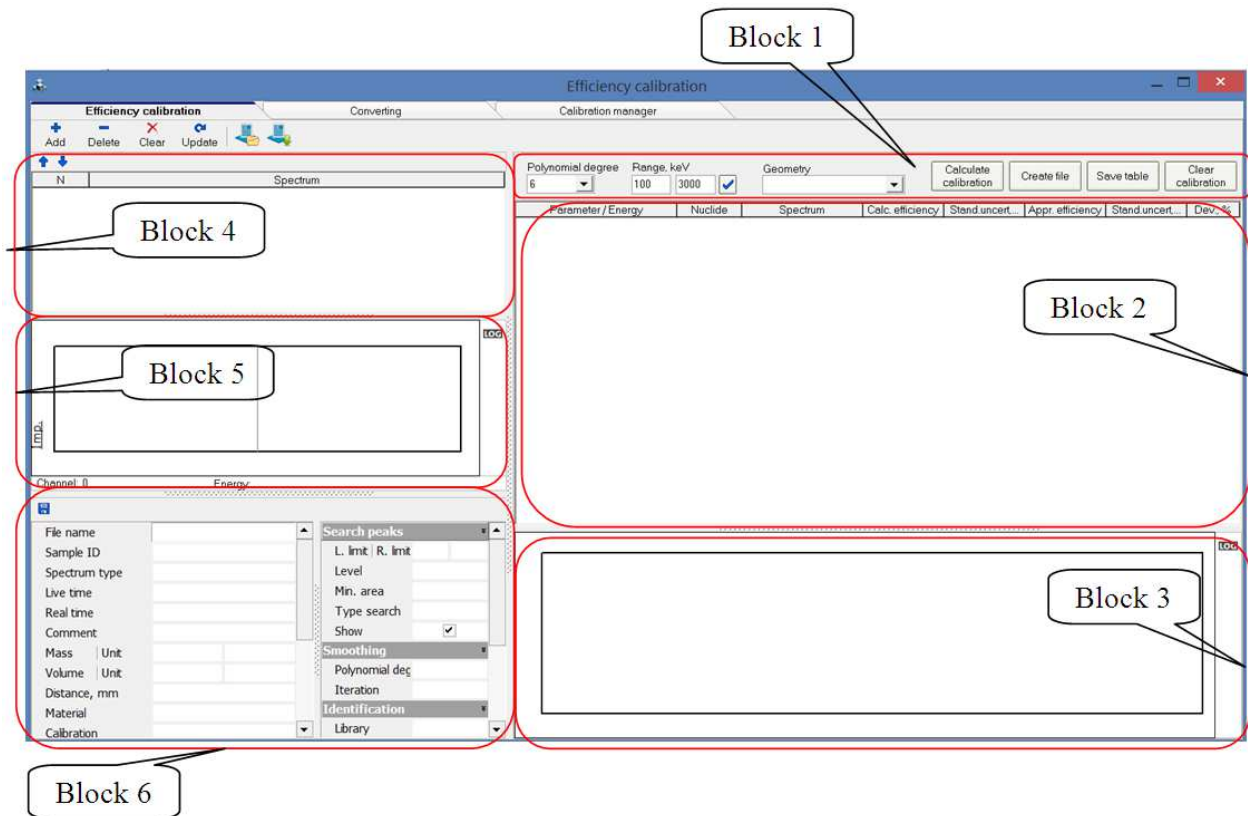 Block 1
Efficiency calibration
Efficiency calibration Converting Calibration manager
Add Delete Clear Update
N Spectrum
Block 4
Polynomial degree Range, keV Geometry
6 100 3000
Calculate calibration Create file Save table Clear calibration
Parameter / Energy Nuclide Spectrum Calc. efficiency Stand.uncert,... Appr. efficiency Stand.uncert,... Dev., %
Block 2
LOG
Block 5
Imp.
Channel: 0 Energy:
File name
Sample ID
Spectrum type
Live time
Real time
Comment
Mass Unit
Volume Unit
Distance, mm
Material
Calibration
Search peaks
L. limit R. limit
Level
Min. area
Type search
Show
Smoothing
Polynomial deg
Iteration
Identification
Library
LOG
Block 3
Block 6